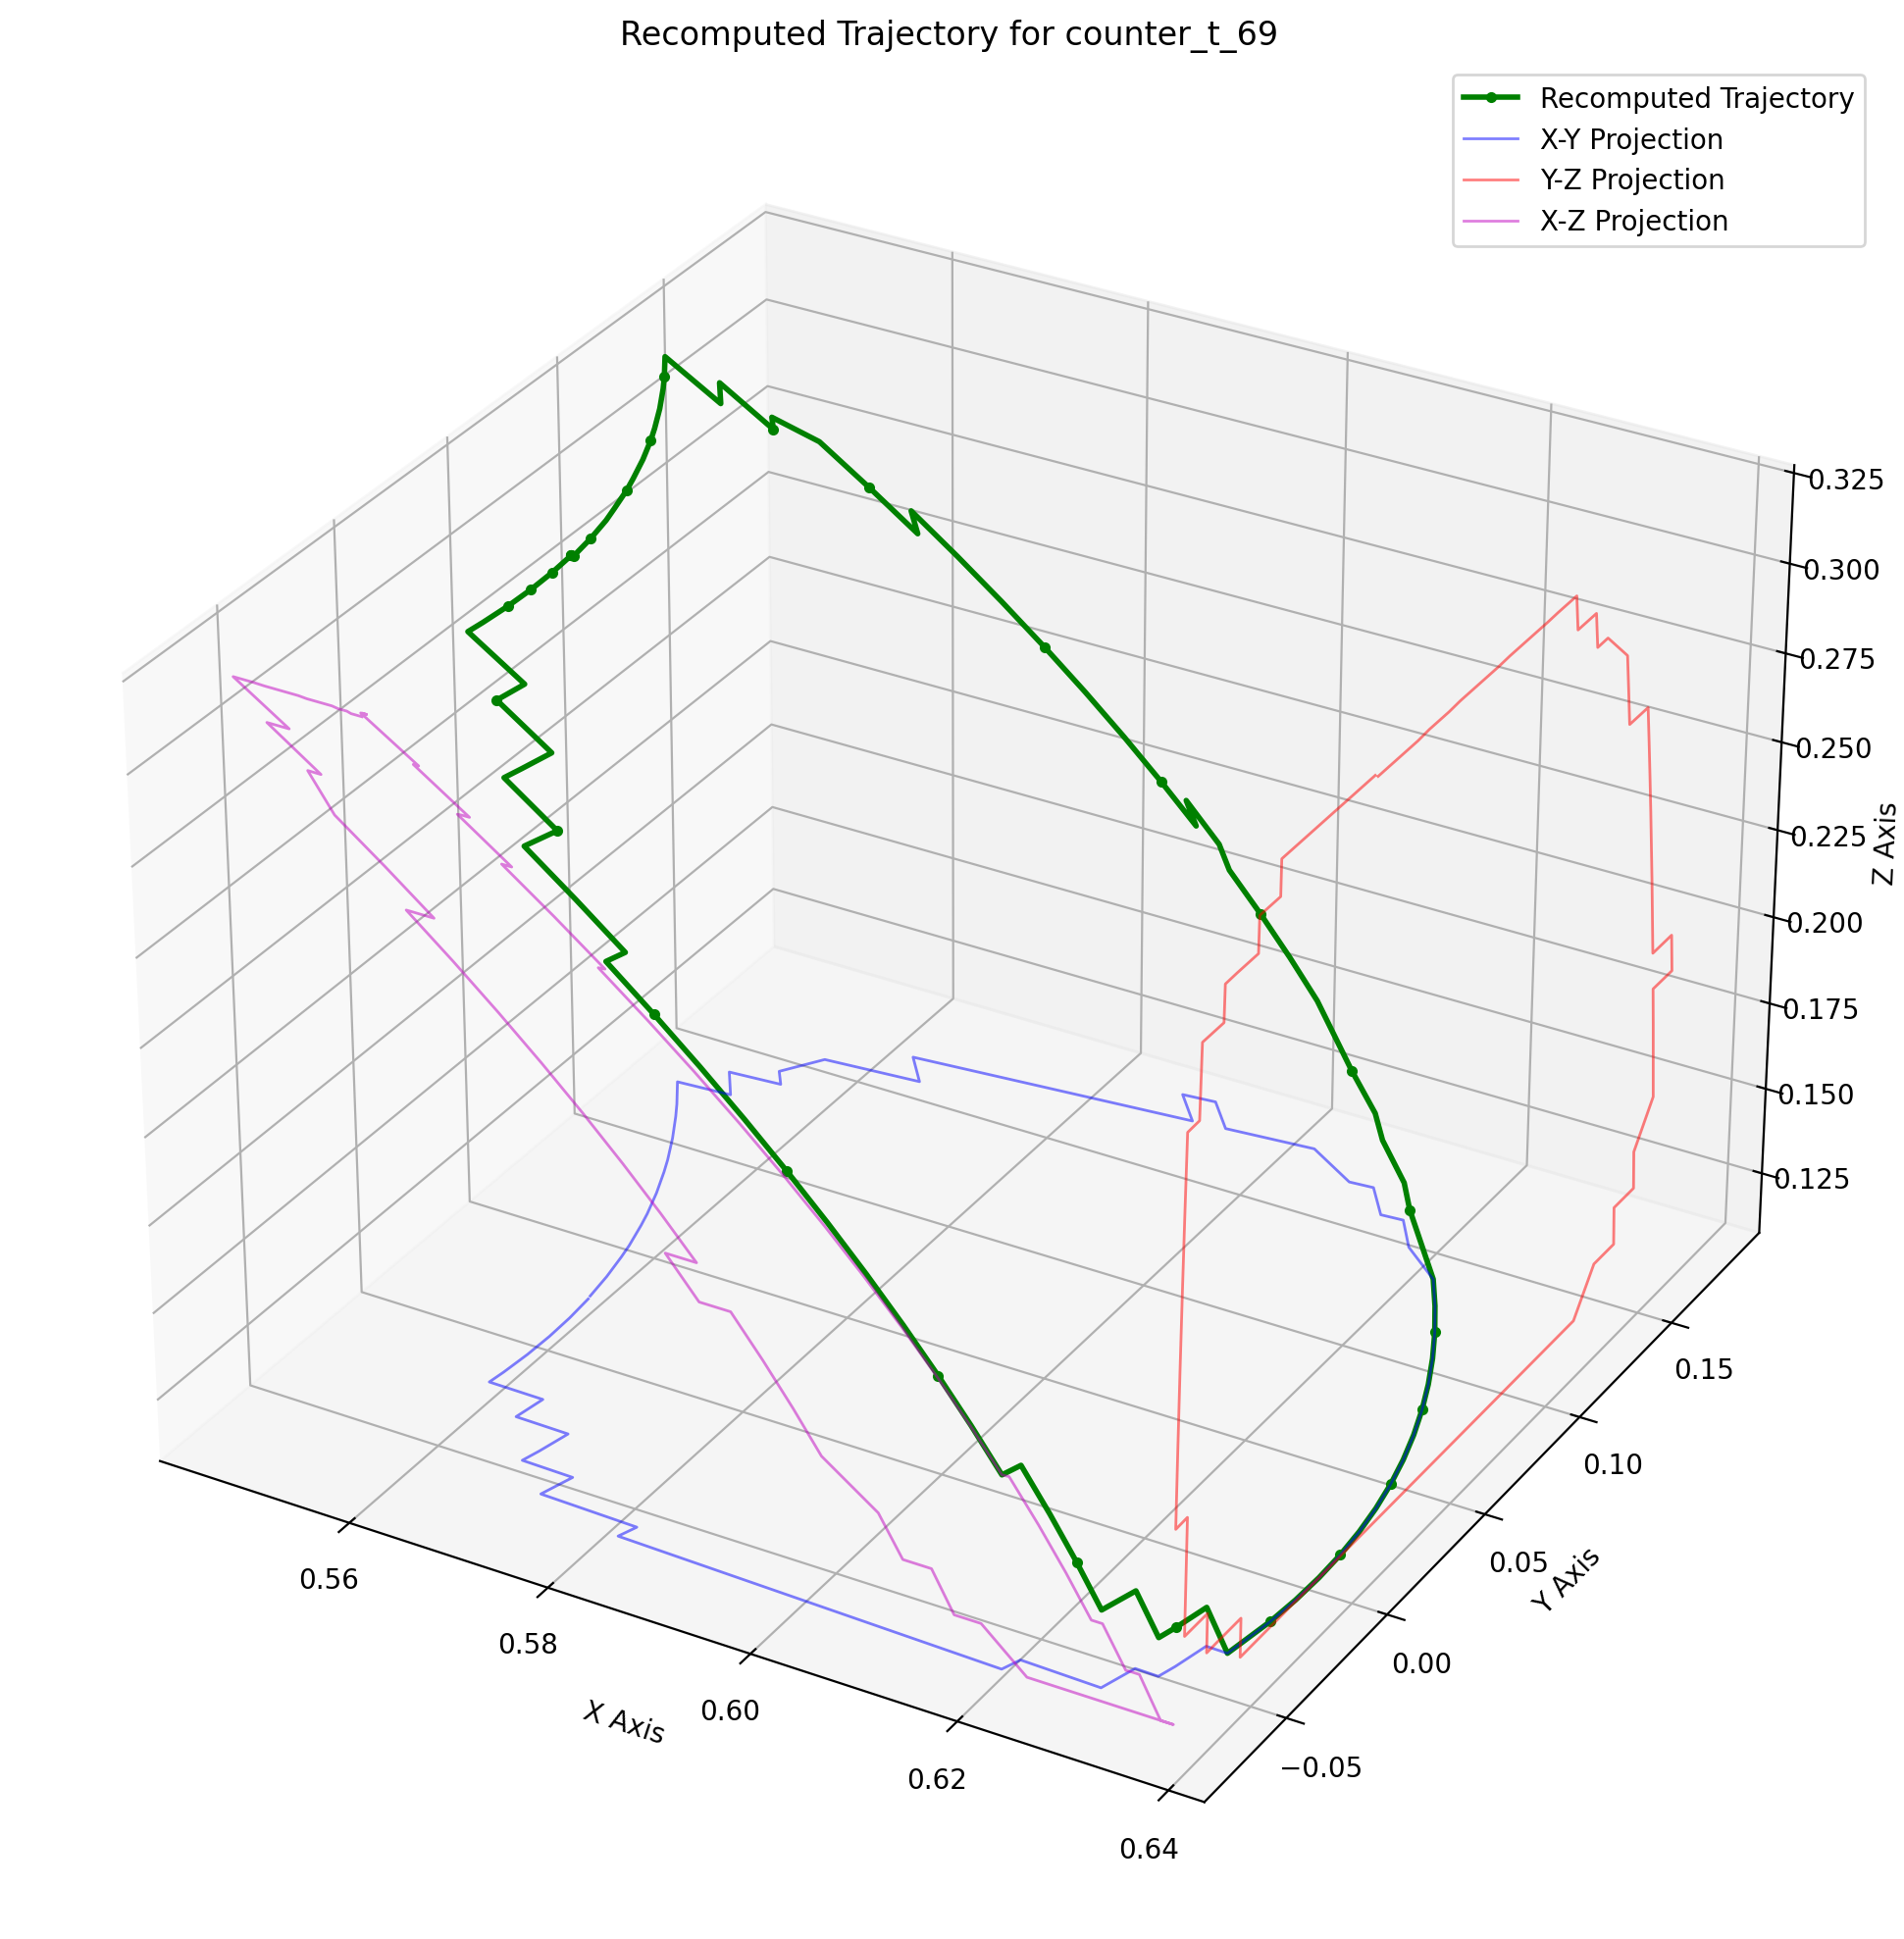 Recomputed Trajectory for counter_t_69
Recomputed Trajectory
X-Y Projection
Y-Z Projection
X-Z Projection
0.325
0.300
0.275
0.250
0.225
0.200
0.175
0.150
0.125
Z Axis
0.15
0.10
0.05
0.00
−0.05
Y Axis
0.56
0.58
0.60
0.62
0.64
X Axis